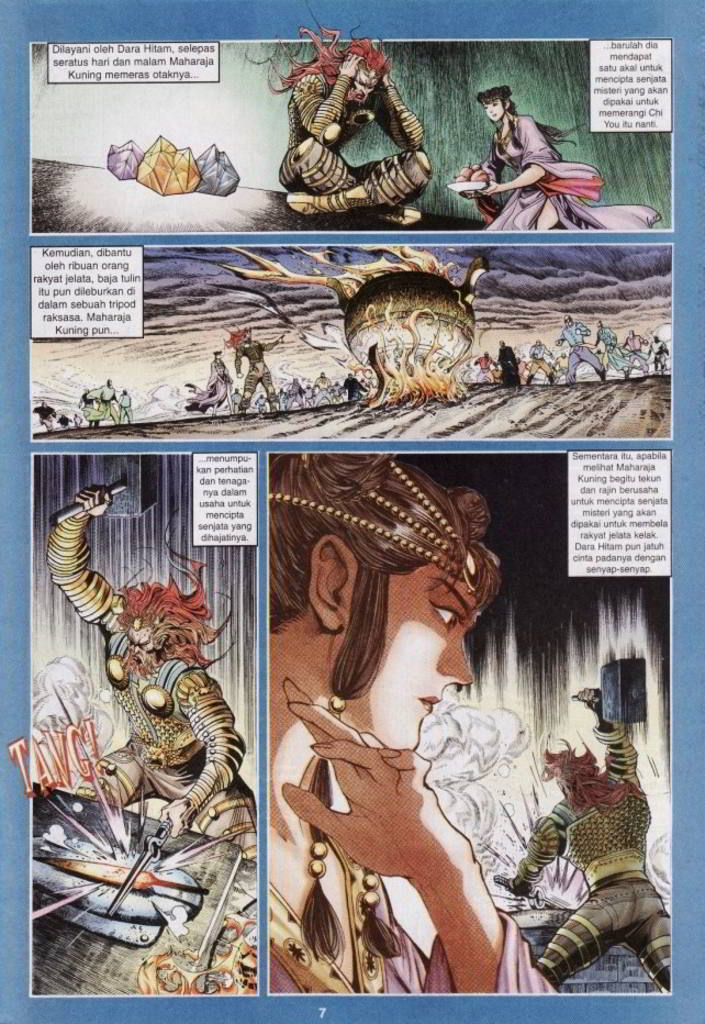 Dilayani oleh Dara Hitam, selepas
seratus hari dan malam Maharaja
Kuning memeras otaknya...
...barulah dia
mendapat
satu akal untuk
mencipta senjata
misteri yang akan
dipakai untuk
memerangi Chi
You itu nanti.
Kemudian, dibantu
oleh ribuan orang
rakyat jelata, baja tulin
itu pun dileburkan di
dalam sebuah tripod
raksasa. Maharaja
Kuning pun...
...menumpu-
kan perhatian
dan tenaga-
nya dalam
usaha untuk
mencipta
senjata yang
dihajatinya.
TANG!
Sementara itu, apabila
melihat Maharaja
Kuning begitu tekun
dan rajin berusaha
untuk mencipta senjata
misteri yang akan
dipakai untuk membela
rakyat jelata kelak.
Dara Hitam pun jatuh
cinta padanya dengan
senyap-senyap.
7